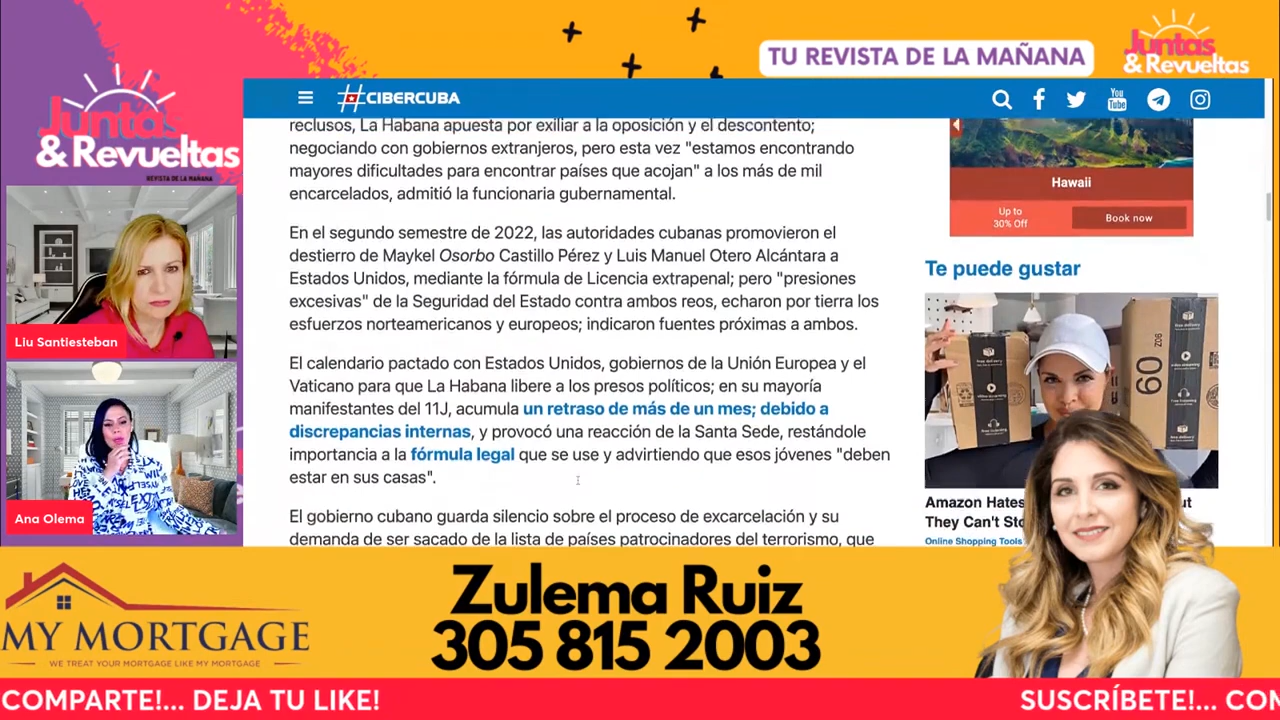 TU REVISTA DE LA MAÑANA
Juntas
& Revueltas
Juntas
& Revueltas
REVISTA DE LA MAÑANA
CIBERCUBA
You
Tube
reclusos, La Habana apuesta por exiliar a la oposición y el descontento;
negociando con gobiernos extranjeros, pero esta vez "estamos encontrando
mayores dificultades para encontrar países que acojan" a los más de mil
encarcelados, admitió la funcionaria gubernamental.
En el segundo semestre de 2022, las autoridades cubanas promovieron el
destierro de Maykel Osorbo Castillo Pérez y Luis Manuel Otero Alcántara a
Estados Unidos, mediante la fórmula de Licencia extrapenal; pero "presiones
excesivas" de la Seguridad del Estado contra ambos reos, echaron por tierra los
esfuerzos norteamericanos y europeos; indicaron fuentes próximas a ambos.
El calendario pactado con Estados Unidos, gobiernos de la Unión Europea y el
Vaticano para que La Habana libere a los presos políticos; en su mayoría
manifestantes del 11J, acumula un retraso de más de un mes; debido a
discrepancias internas, y provocó una reacción de la Santa Sede, restándole
importancia a la fórmula legal que se use y advirtiendo que esos jóvenes "deben
estar en sus casas".
El gobierno cubano guarda silencio sobre el proceso de excarcelación y su
demanda de ser sacado de la lista de países patrocinadores del terrorismo, que
Hawaii
Up to
30% Off
Book now
Te puede gustar
60
Amazon Hates
ut
They Can't Sto
Online Shopping Tools
Liu Santiesteban
Ana Olema
MY MORTGAGE
WE TREAT YOUR MORTGAGE LIKE MY MORTGAGE
Zulema Ruiz
305 815 2003
COMPARTE!... DEJA TU LIKE!
SUSCRÍBETE!... COM